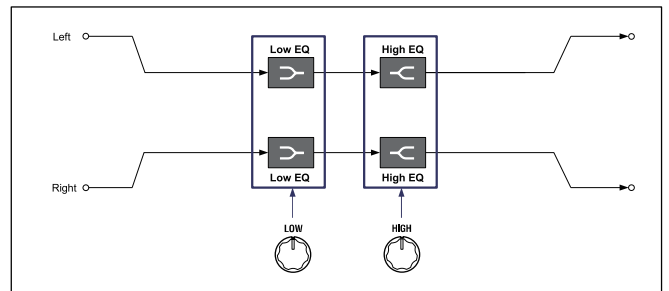 Left
Low EQ
High EQ
Low EQ
High EQ
Right
LOW
HIGH